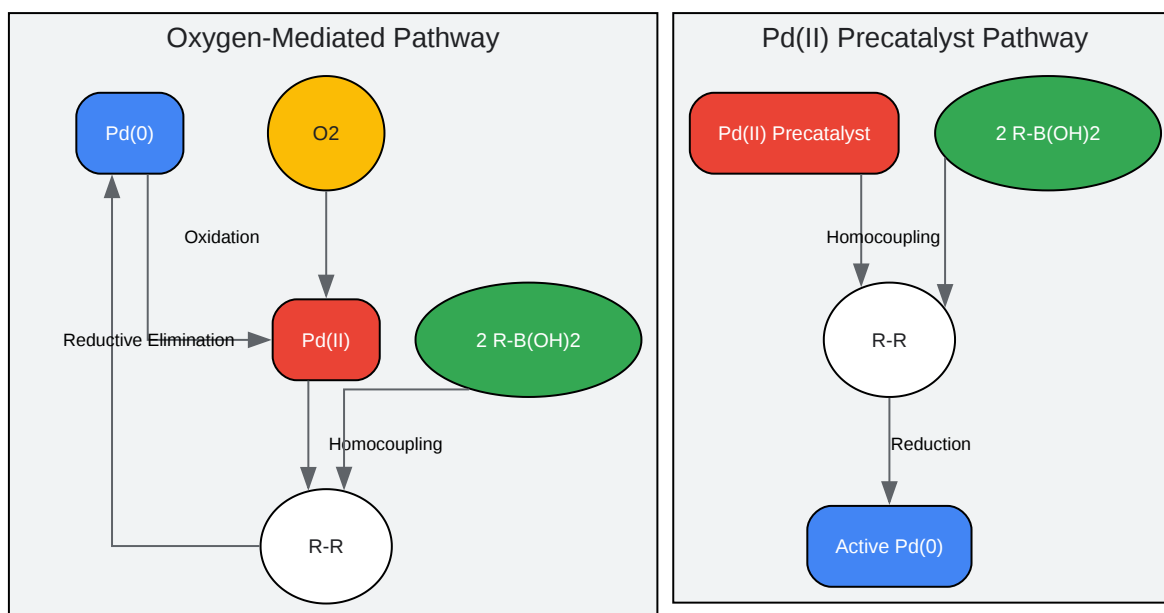 Oxygen-Mediated Pathway
Pd(0)
O2
Oxidation
Reductive Elimination
Pd(II)
2 R-B(OH)2
Homocoupling
R-R
Pd(II) Precatalyst Pathway
Pd(II) Precatalyst
2 R-B(OH)2
Homocoupling
R-R
Reduction
Active Pd(0)